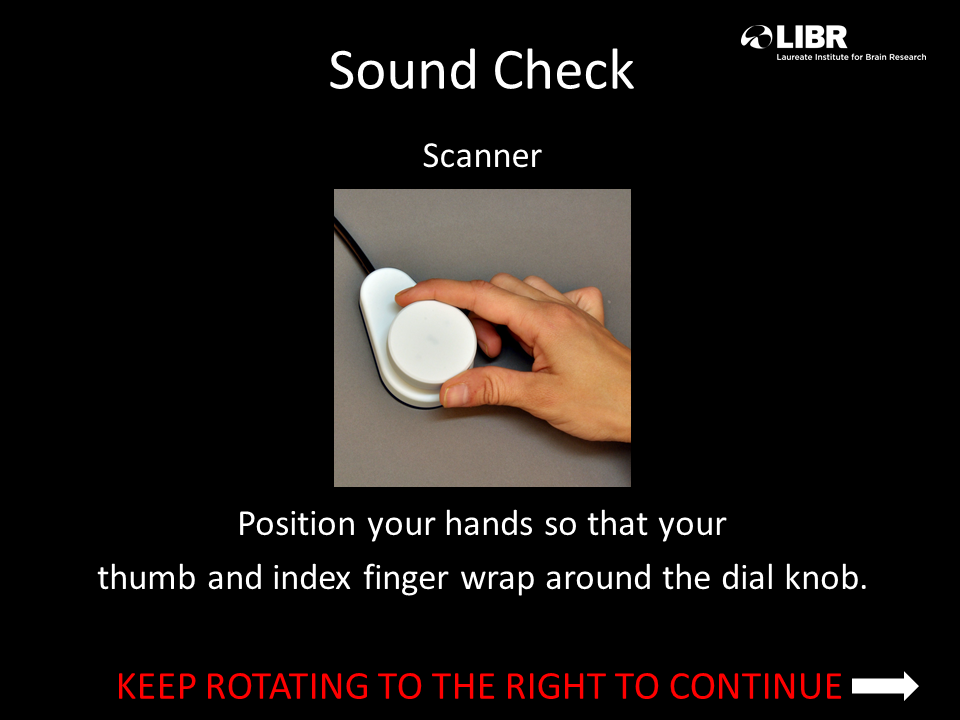 Sound Check
LIBR
Laureate Institute for Brain Research
Scanner
Position your hands so that your
thumb and index finger wrap around the dial knob.
KEEP ROTATING TO THE RIGHT TO CONTINUE